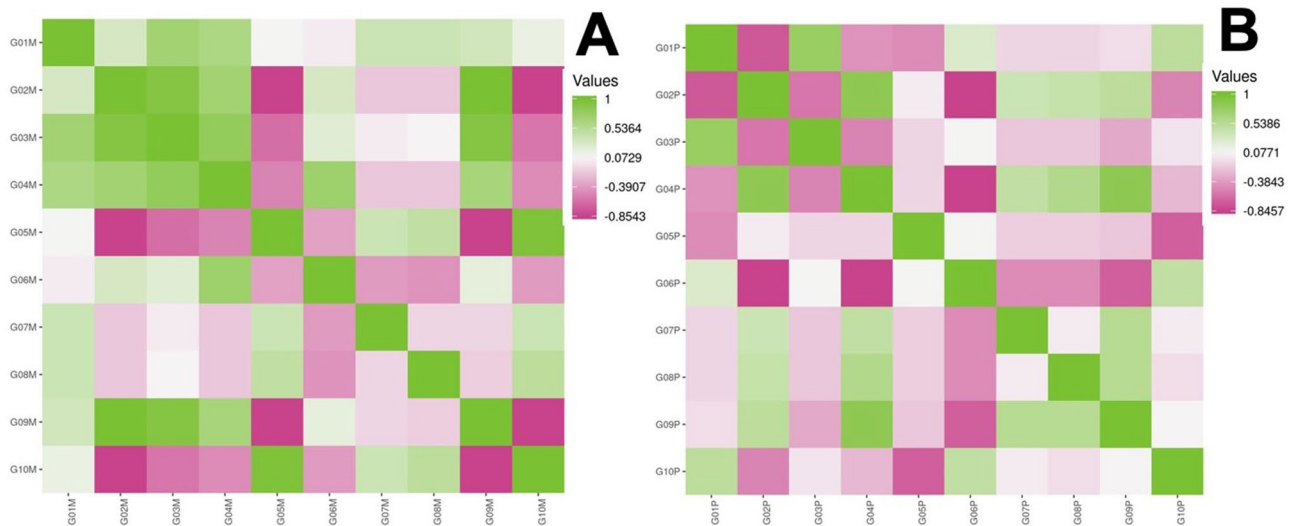 A
Values
1
0.5364
0.0729
-0.3907
-0.8543
G01M
G02M
G03M
G04M
G05M
G06M
G07M
G08M
G09M
G10M
G01M
G02M
G03M
G04M
G05M
G06M
G07M
G08M
G09M
G10M
B
Values
1
0.5386
0.0771
-0.3843
-0.8457
G01P
G02P
G03P
G04P
G05P
G06P
G07P
G08P
G09P
G10P
G01P
G02P
G03P
G04P
G05P
G06P
G07P
G08P
G09P
G10P